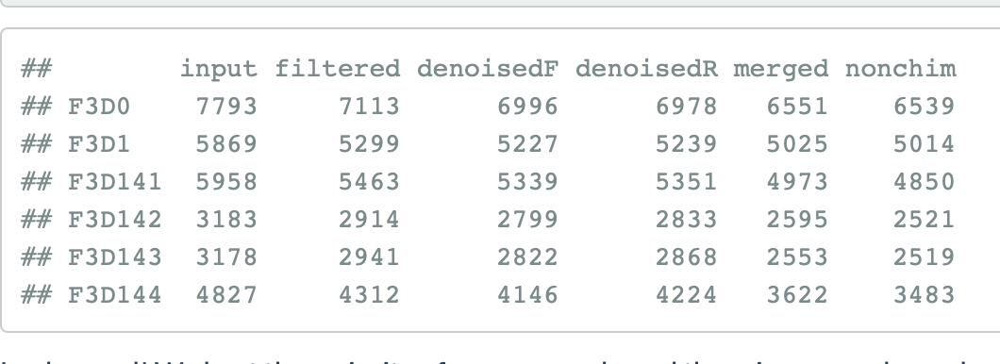 ## input filtered denoisedF denoisedR merged nonchim
## F3D0 7793 7113 6996 6978 6551 6539
## F3D1 5869 5299 5227 5239 5025 5014
## F3D141 5958 5463 5339 5351 4973 4850
## F3D142 3183 2914 2799 2833 2595 2521
## F3D143 3178 2941 2822 2868 2553 2519
## F3D144 4827 4312 4146 4224 3622 3483